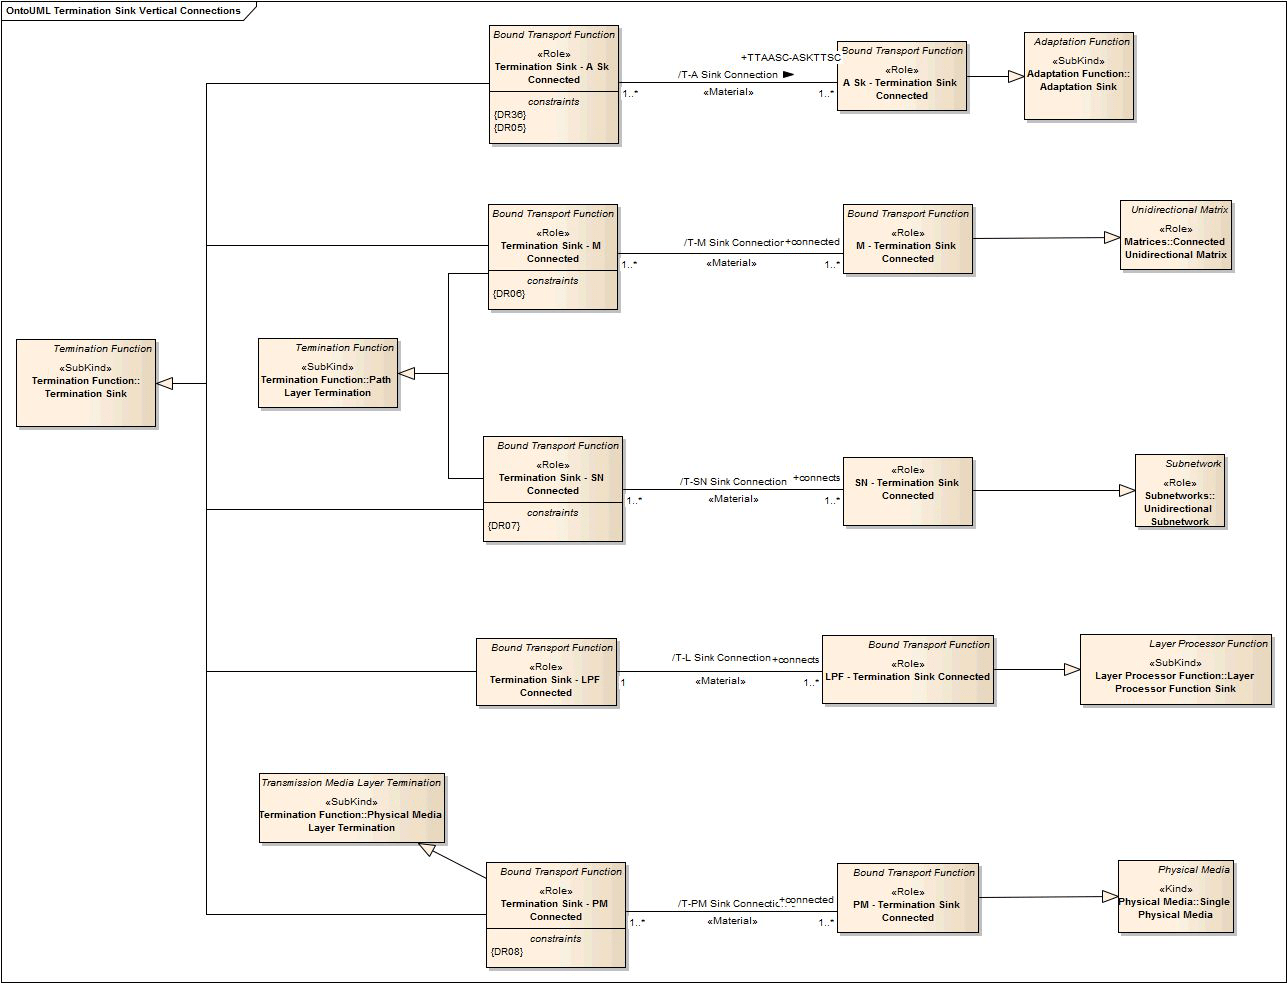 OntoUML Termination Sink Vertical Connections
Bound Transport Function
«Role»
Termination Sink - A Sk
Connected
constraints
{DR36}
{DR05}
+TTAASC-ASKTTSC
/T-A Sink Connection
«Material»
1..*
1..*
Bound Transport Function
«Role»
A Sk - Termination Sink
Connected
Adaptation Function
«SubKind»
Adaptation Function::
Adaptation Sink
Bound Transport Function
«Role»
Termination Sink - M
Connected
constraints
{DR06}
/T-M Sink Connection
+connected
«Material»
1..*
1..*
Bound Transport Function
«Role»
M - Termination Sink
Connected
Unidirectional Matrix
«Role»
Matrices::Connected
Unidirectional Matrix
Temination Function
«SubKind»
Termination Function::
Termination Sink
Temination Function
«SubKind»
Termination Function::Path
Layer Termination
Bound Transport Function
«Role»
Termination Sink - SN
Connected
constraints
{DR07}
/T-SN Sink Connection
+connects
«Material»
1..*
1..*
«Role»
SN - Termination Sink
Connected
Subnetwork
«Role»
Subnetworks::
Unidirectional
Subnetwork
Bound Transport Function
«Role»
Termination Sink - LPF
Connected
/T-L Sink Connection
+connects
«Material»
1
1..*
Bound Transport Function
«Role»
LPF - Termination Sink Connected
Layer Processor Function
«SubKind»
Layer Processor Function::Layer
Processor Function Sink
Transmission Media Layer Termination
«SubKind»
Termination Function::Physical Media
Layer Termination
Bound Transport Function
«Role»
Termination Sink - PM
Connected
constraints
{DR08}
/T-PM Sink Connectic
+connected
«Material»
1..*
1..*
Bound Transport Function
«Role»
PM - Termination Sink
Connected
Physical Media
«Kind»
Physical Media::Single
Physical Media